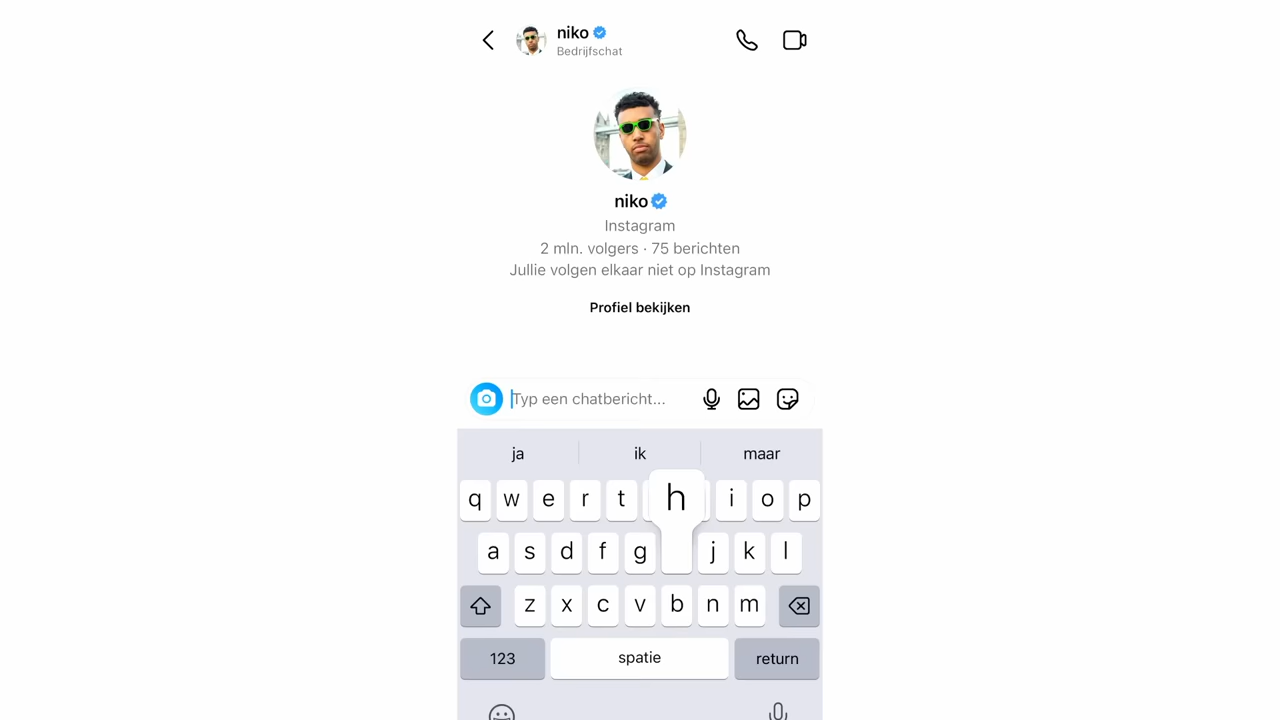 niko
Bedrijfschat
niko
Instagram
2 mln. volgers · 75 berichten
Jullie volgen elkaar niet op Instagram
Profiel bekijken
Typ een chatbericht...
ja ik maar
q w e r t h i o p
a s d f g j k l
z x c v b n m
123 spatie return